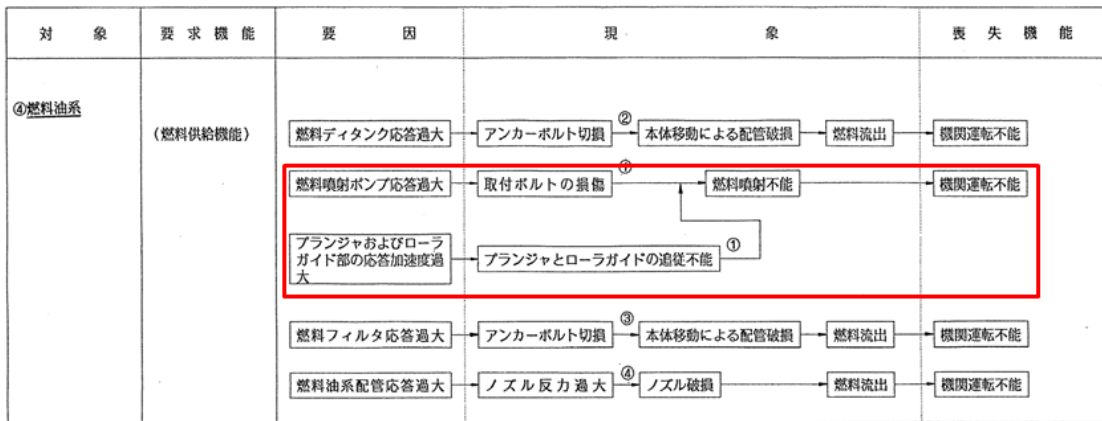 対 象 要 求 機 能 要 因 現 象 喪 失 機 能
④燃料油系
(燃料供給機能)
燃料ディタンク応答過大 アンカーボルト切損 ② 本体移動による配管破損 燃料流出 機関運転不能
燃料噴射ポンプ応答過大 取付ボルトの損傷 燃料噴射不能 機関運転不能
プランジャおよびローラ
ガイド部の応答加速度過
大
プランジャとローラガイドの追従不能 ①
燃料フィルタ応答過大 アンカーボルト切損 ③ 本体移動による配管破損 燃料流出 機関運転不能
燃料油系配管応答過大 ノズル反力過大 ④ ノズル破損 燃料流出 機関運転不能